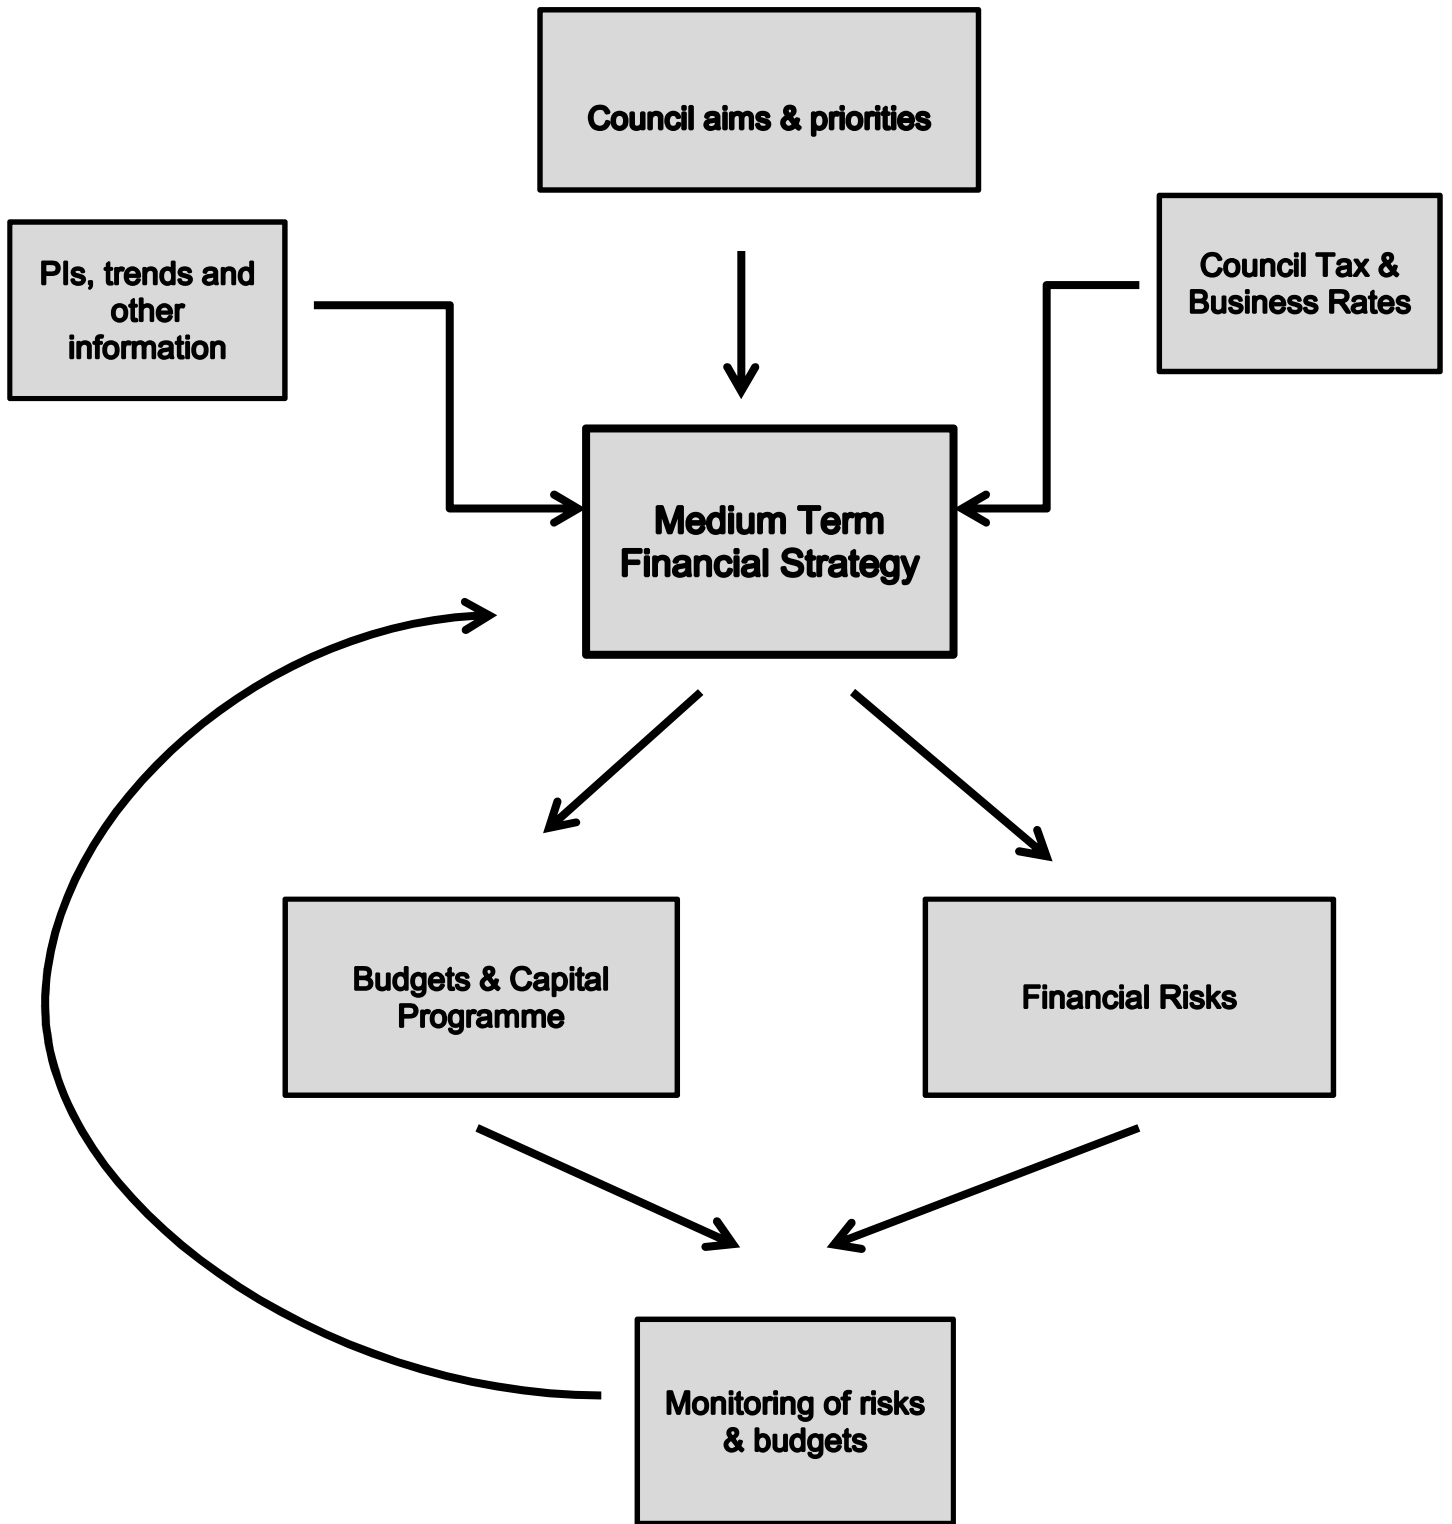 Council aims & priorities
PIs, trends and
other
information
Council Tax &
Business Rates
Medium Term
Financial Strategy
Budgets & Capital
Programme
Financial Risks
Monitoring of risks
& budgets